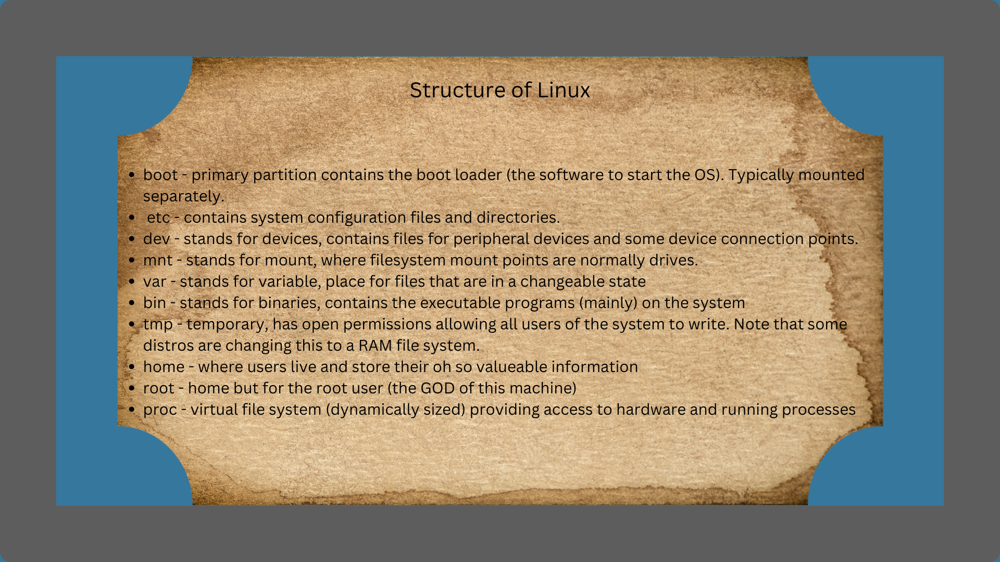 Structure of Linux
• boot - primary partition contains the boot loader (the software to start the OS). Typically mounted
separately.
• etc - contains system configuration files and directories.
• dev - stands for devices, contains files for peripheral devices and some device connection points.
• mnt - stands for mount, where filesystem mount points are normally drives.
• var - stands for variable, place for files that are in a changeable state
• bin - stands for binaries, contains the executable programs (mainly) on the system
• tmp - temporary, has open permissions allowing all users of the system to write. Note that some
distros are changing this to a RAM file system.
• home - where users live and store their oh so valueable information
• root - home but for the root user (the GOD of this machine)
• proc - virtual file system (dynamically sized) providing access to hardware and running processes